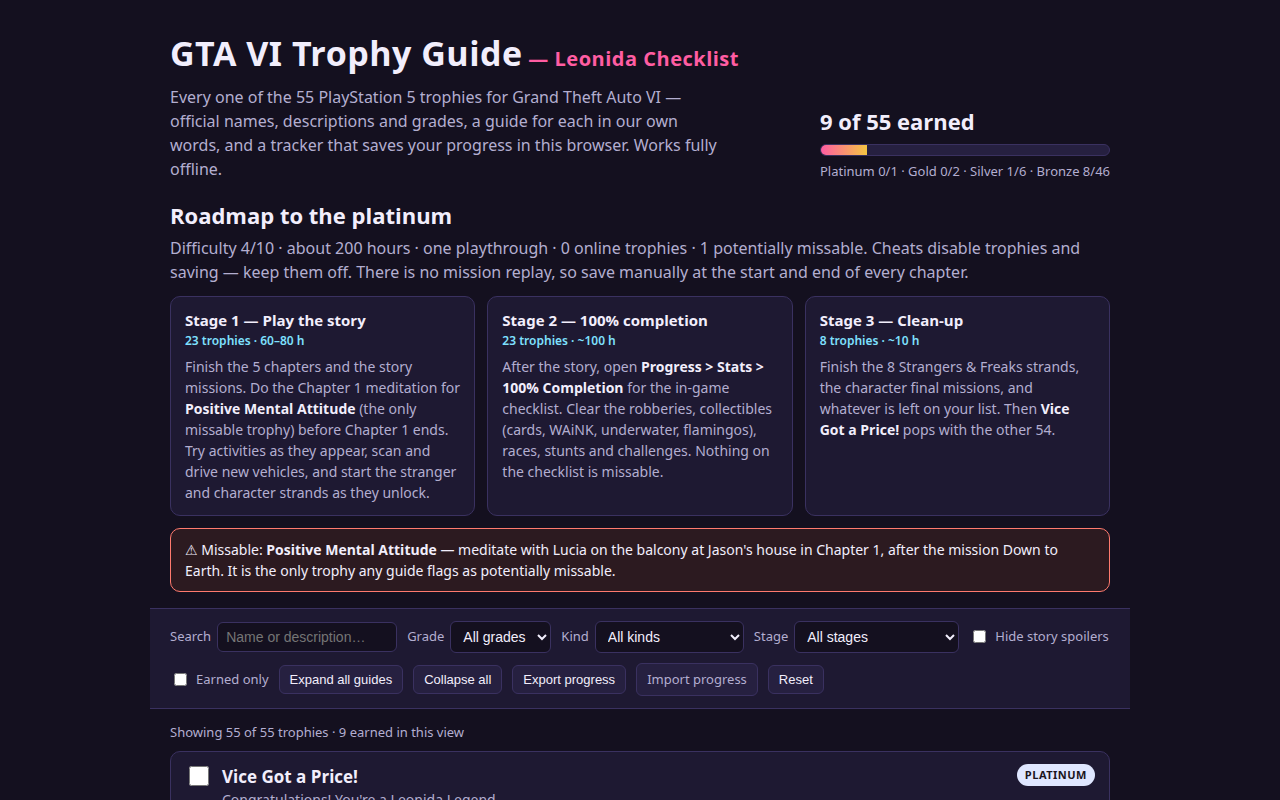 GTA VI Trophy Guide — Leonida Checklist
Every one of the 55 PlayStation 5 trophies for Grand Theft Auto VI —
official names, descriptions and grades, a guide for each in our own
words, and a tracker that saves your progress in this browser. Works fully
offline.
9 of 55 earned
Platinum 0/1 · Gold 0/2 · Silver 1/6 · Bronze 8/46
Roadmap to the platinum
Difficulty 4/10 · about 200 hours · one playthrough · 0 online trophies · 1 potentially missable. Cheats disable trophies and
saving — keep them off. There is no mission replay, so save manually at the start and end of every chapter.
Stage 1 — Play the story
23 trophies · 60–80 h
Finish the 5 chapters and the story
missions. Do the Chapter 1 meditation for
Positive Mental Attitude (the only
missable trophy) before Chapter 1 ends.
Try activities as they appear, scan and
drive new vehicles, and start the stranger
and character strands as they unlock.
Stage 2 — 100% completion
23 trophies · ~100 h
After the story, open Progress > Stats >
100% Completion for the in-game
checklist. Clear the robberies, collectibles
(cards, WAiNK, underwater, flamingos),
races, stunts and challenges. Nothing on
the checklist is missable.
Stage 3 — Clean-up
8 trophies · ~10 h
Finish the 8 Strangers & Freaks strands,
the character final missions, and
whatever is left on your list. Then Vice
Got a Price! pops with the other 54.
⚠ Missable: Positive Mental Attitude — meditate with Lucia on the balcony at Jason's house in Chapter 1, after the mission Down to
Earth. It is the only trophy any guide flags as potentially missable.
Search Name or description… Grade All grades Kind All kinds Stage All stages Hide story spoilers
Earned only Expand all guides Collapse all Export progress Import progress Reset
Showing 55 of 55 trophies · 9 earned in this view
Vice Got a Price! PLATINUM
Congratulations! You're a Leonida Legend